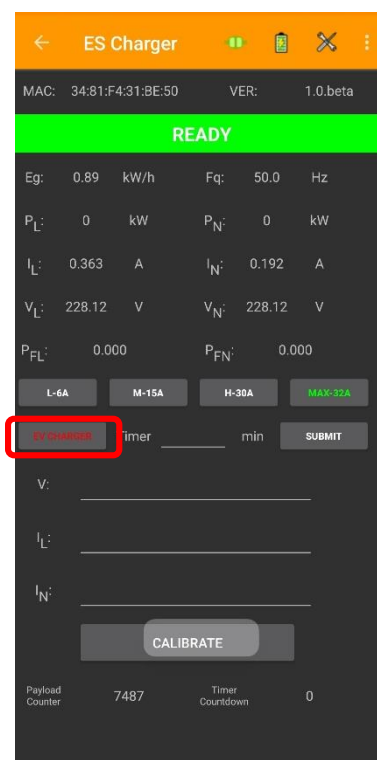 ES Charger
MAC: 34:81:F4:31:BE:50 VER: 1.0.beta
READY
Eg: 0.89 kW/h Fq: 50.0 Hz
PL: 0 kW PN: 0 kW
IL: 0.363 A IN: 0.192 A
VL: 228.12 V VN: 228.12 V
PFL: 0.000 PFN: 0.000
L-6A M-15A H-30A MAX-32A
EV CHARGER Timer min SUBMIT
V:
IL:
IN:
CALIBRATE
Payload Counter 7487 Timer Countdown 0